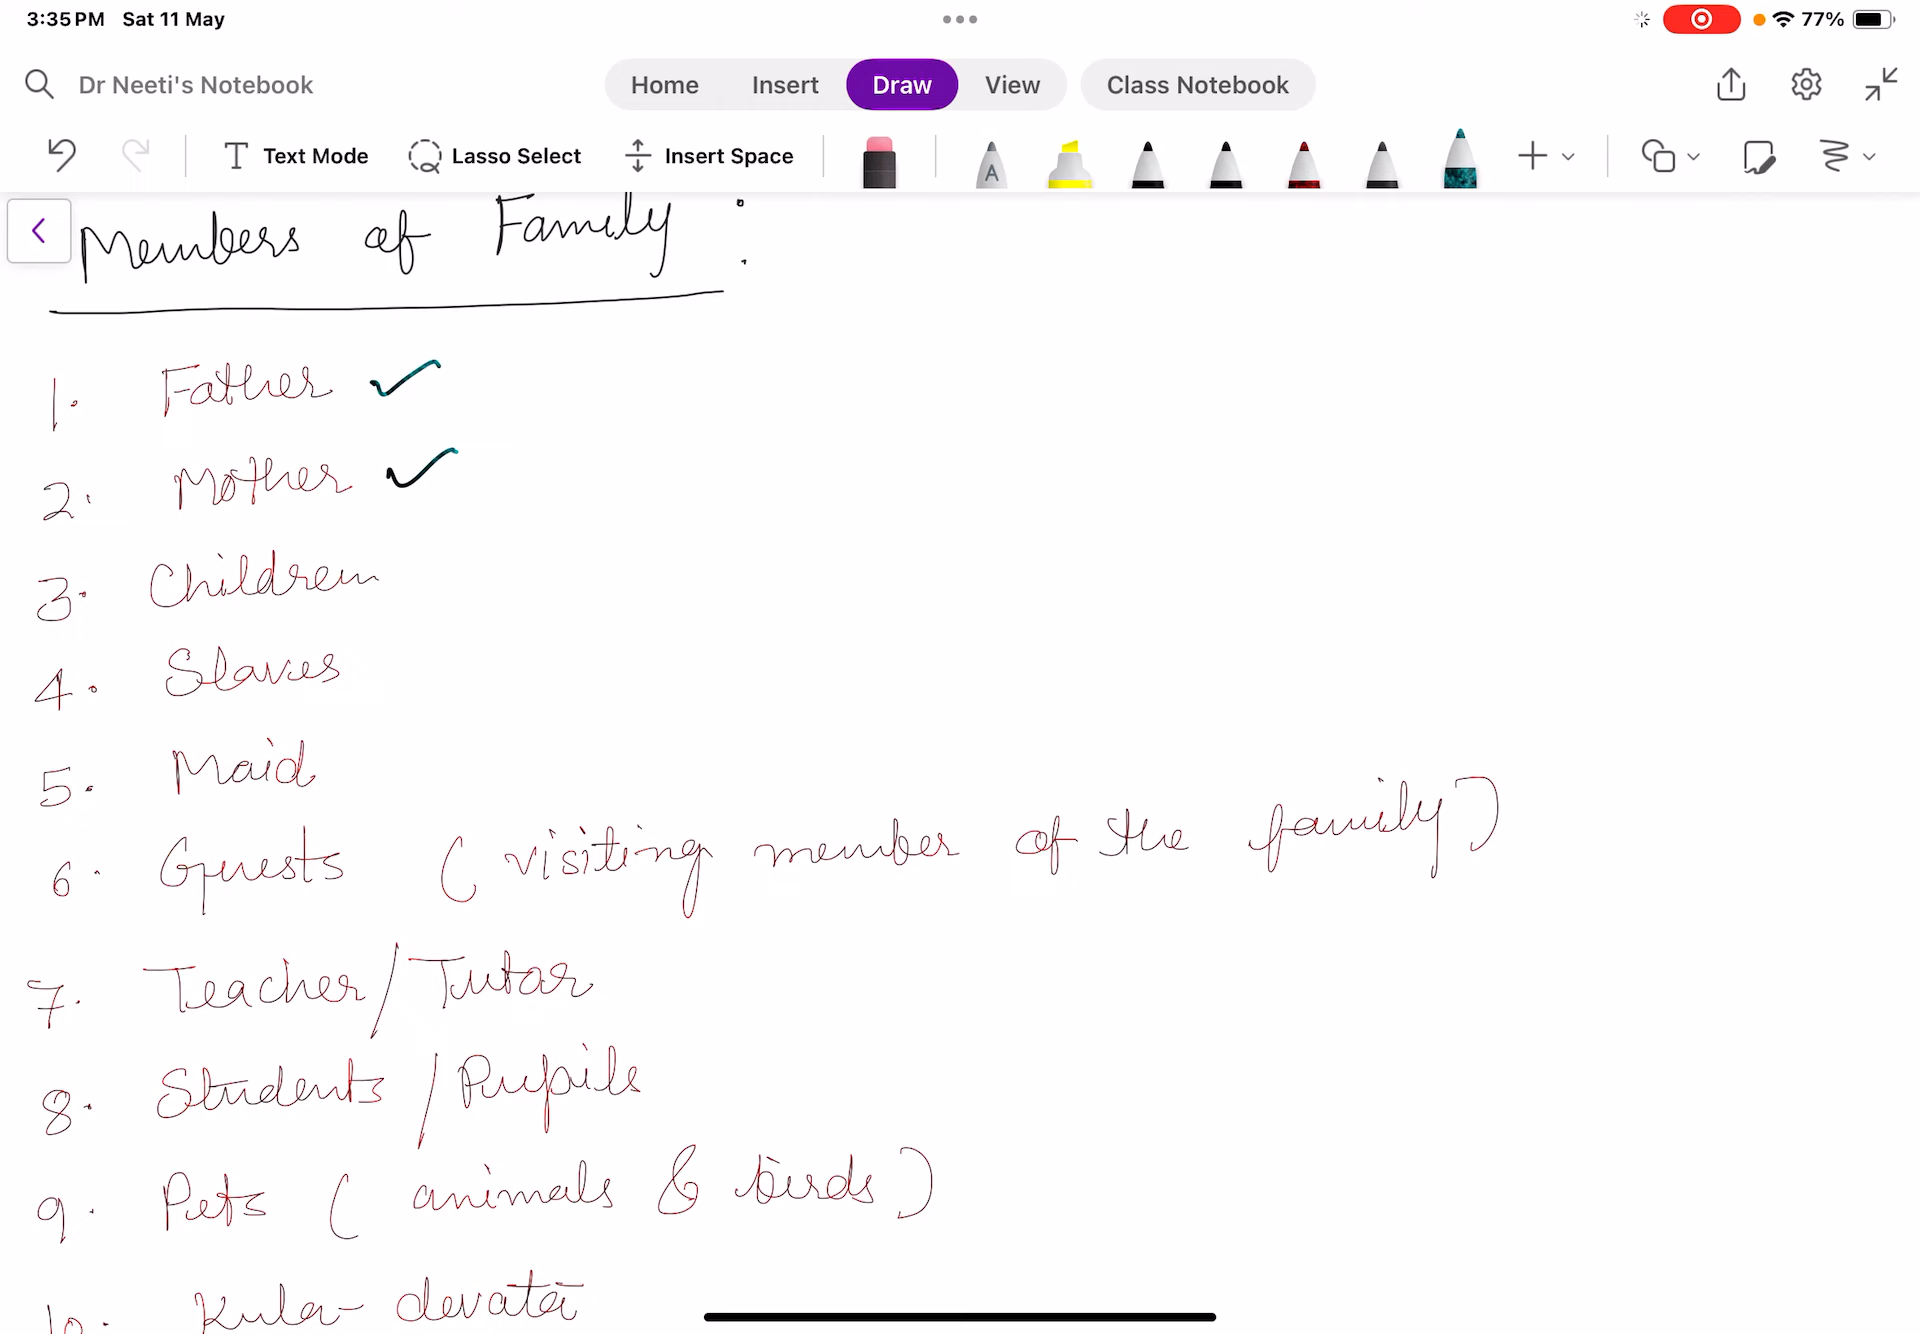 3:35 PM Sat 11 May 77%
Dr Neeti's Notebook Home Insert Draw View Class Notebook
Text Mode Lasso Select Insert Space A
Members of Family :
1. Father ✓
2. Mother ✓
3. Children
4. Slaves
5. Maid
6. Guests ( visiting member of the family )
7. Teacher / Tutor
8. Students / Pupils
9. Pets ( animals & birds )
10. Kula-devatā